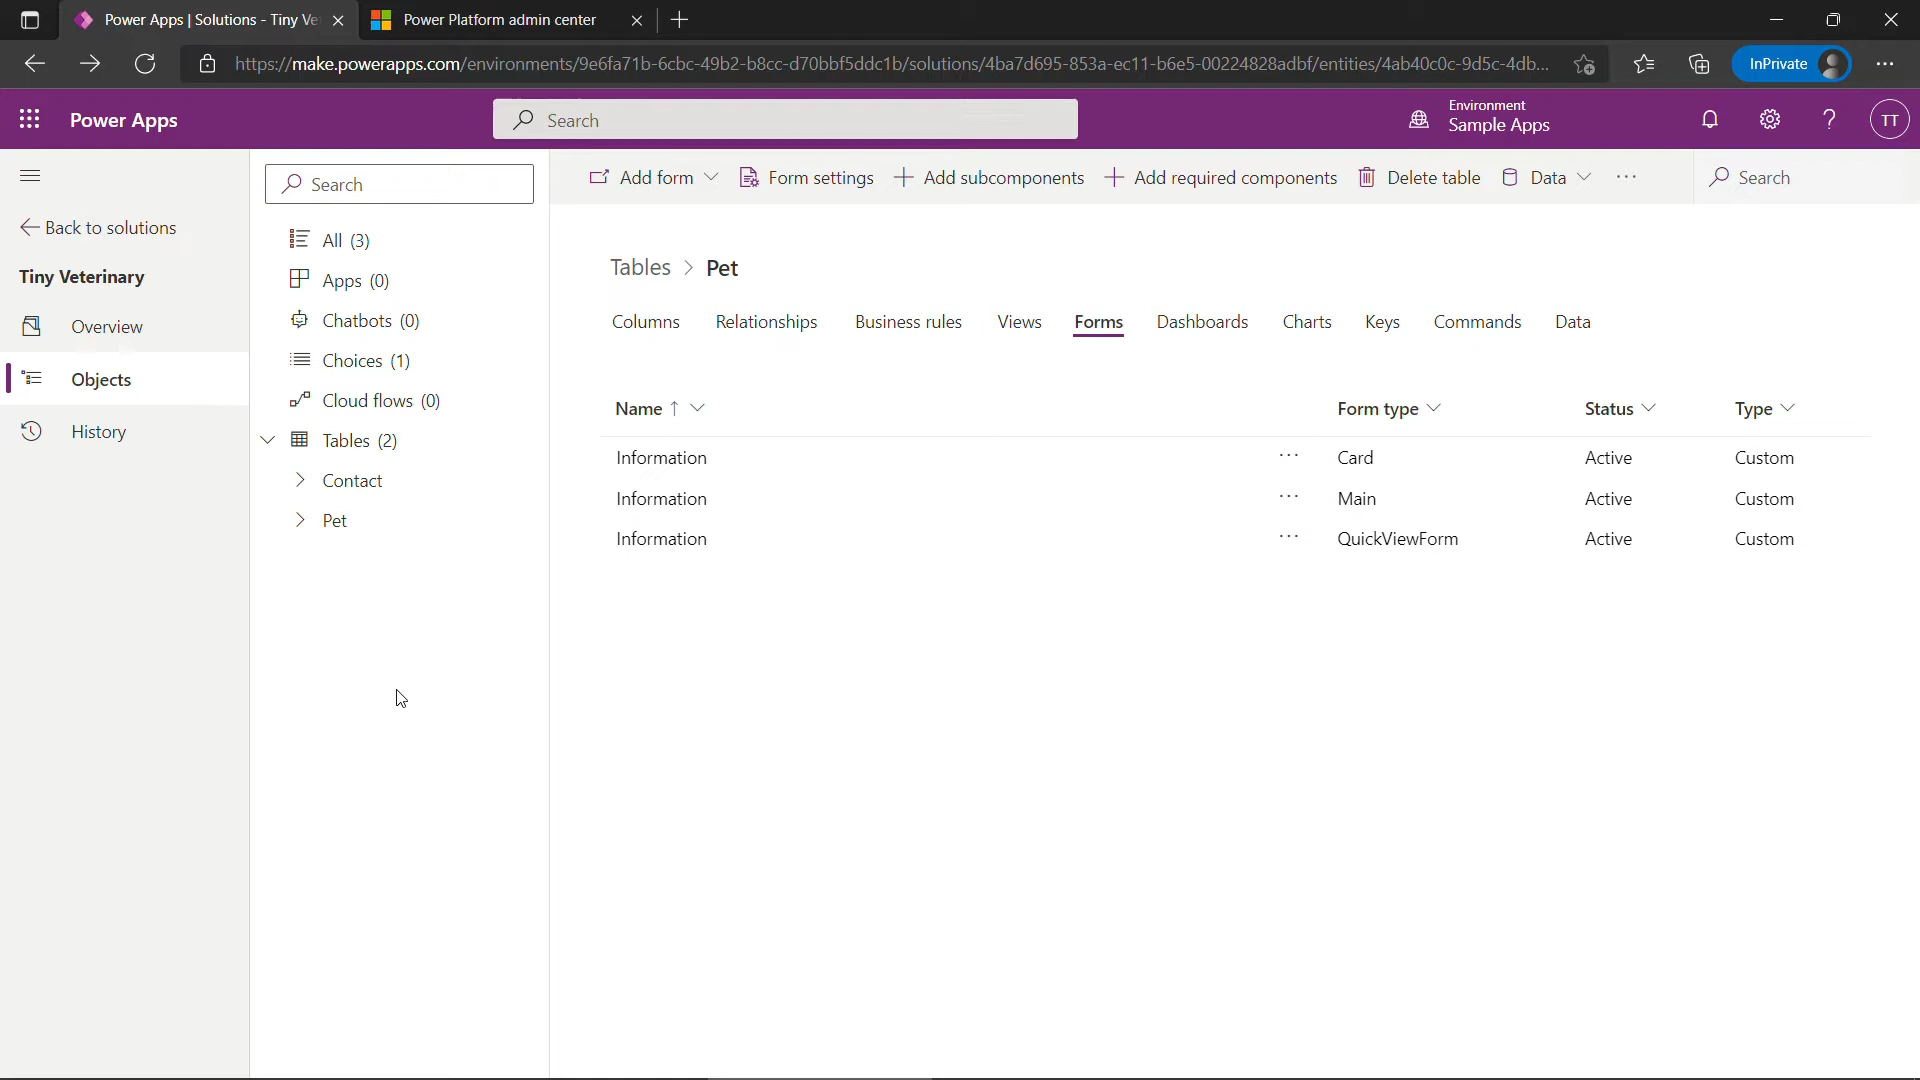 Power Apps | Solutions - Tiny Ve
Power Platform admin center
https://make.powerapps.com/environments/9e6fa71b-6cbc-49b2-b8cc-d70bbf5ddc1b/solutions/4ba7d695-853a-ec11-b6e5-00224828adbf/entities/4ab40c0c-9d5c-4db...
InPrivate
Power Apps
Search
Environment
Sample Apps
TT
Back to solutions
Tiny Veterinary
Overview
Objects
History
Search
All (3)
Apps (0)
Chatbots (0)
Choices (1)
Cloud flows (0)
Tables (2)
Contact
Pet
Add form
Form settings
Add subcomponents
Add required components
Delete table
Data
Search
Tables > Pet
Columns Relationships Business rules Views Forms Dashboards Charts Keys Commands Data
Name Form type Status Type
Information Card Active Custom
Information Main Active Custom
Information QuickViewForm Active Custom